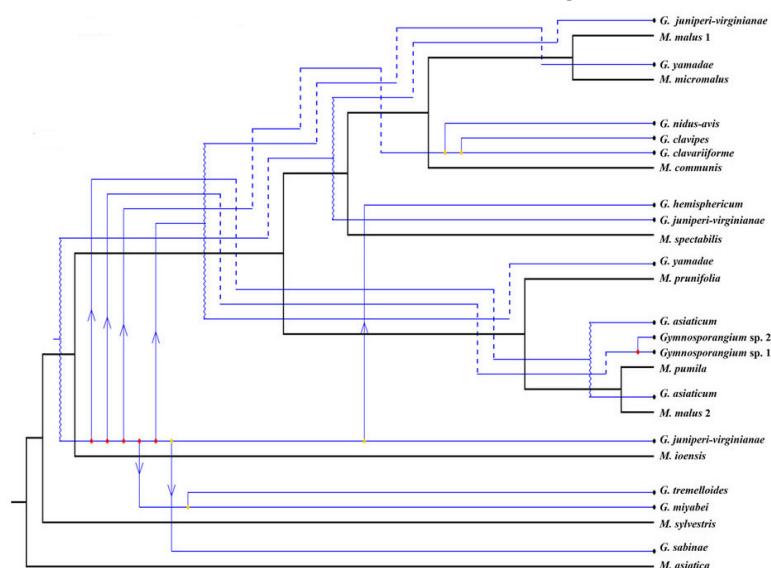 G. juniperi-virginianae
M. malus 1
G. yamadae
M. micromalus
G. nidus-avis
G. clavipes
G. clavariiforme
M. communis
G. hemisphericum
G. juniperi-virginianae
M. spectabilis
G. yamadae
M. prunifolia
G. asiaticum
Gymnosporangium sp. 2
Gymnosporangium sp. 1
M. pumila
G. asiaticum
M. malus 2
G. juniperi-virginianae
M. ioensis
G. tremelloides
G. miyabei
M. sylvestris
G. sabinae
M. asiatica